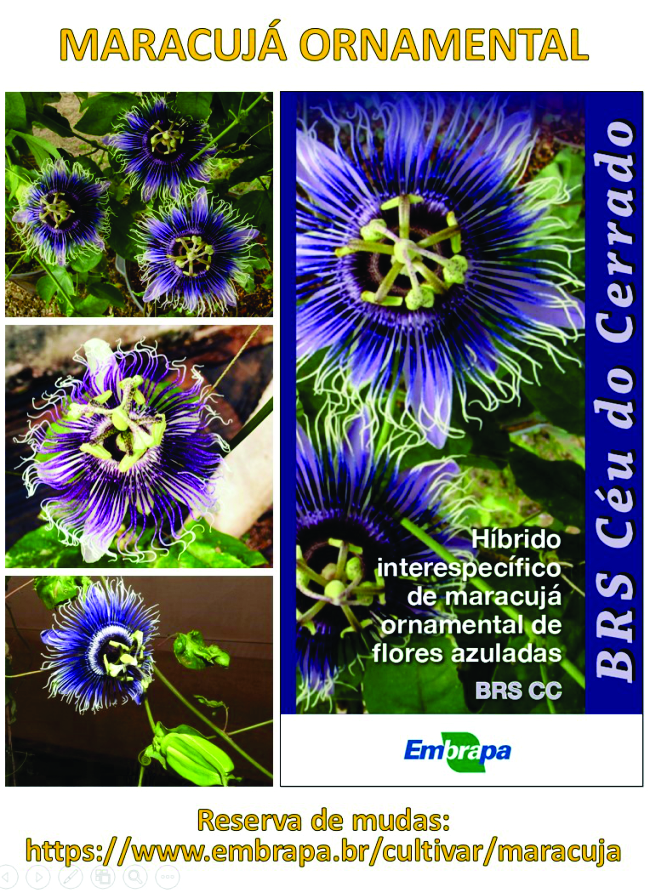 MARACUJÁ ORNAMENTAL
BRS Céu do Cerrado
Híbrido
interespecífico
de maracujá
ornamental de
flores azuladas
BRS CC
Embrapa
Reserva de mudas:
https://www.embrapa.br/cultivar/maracuja